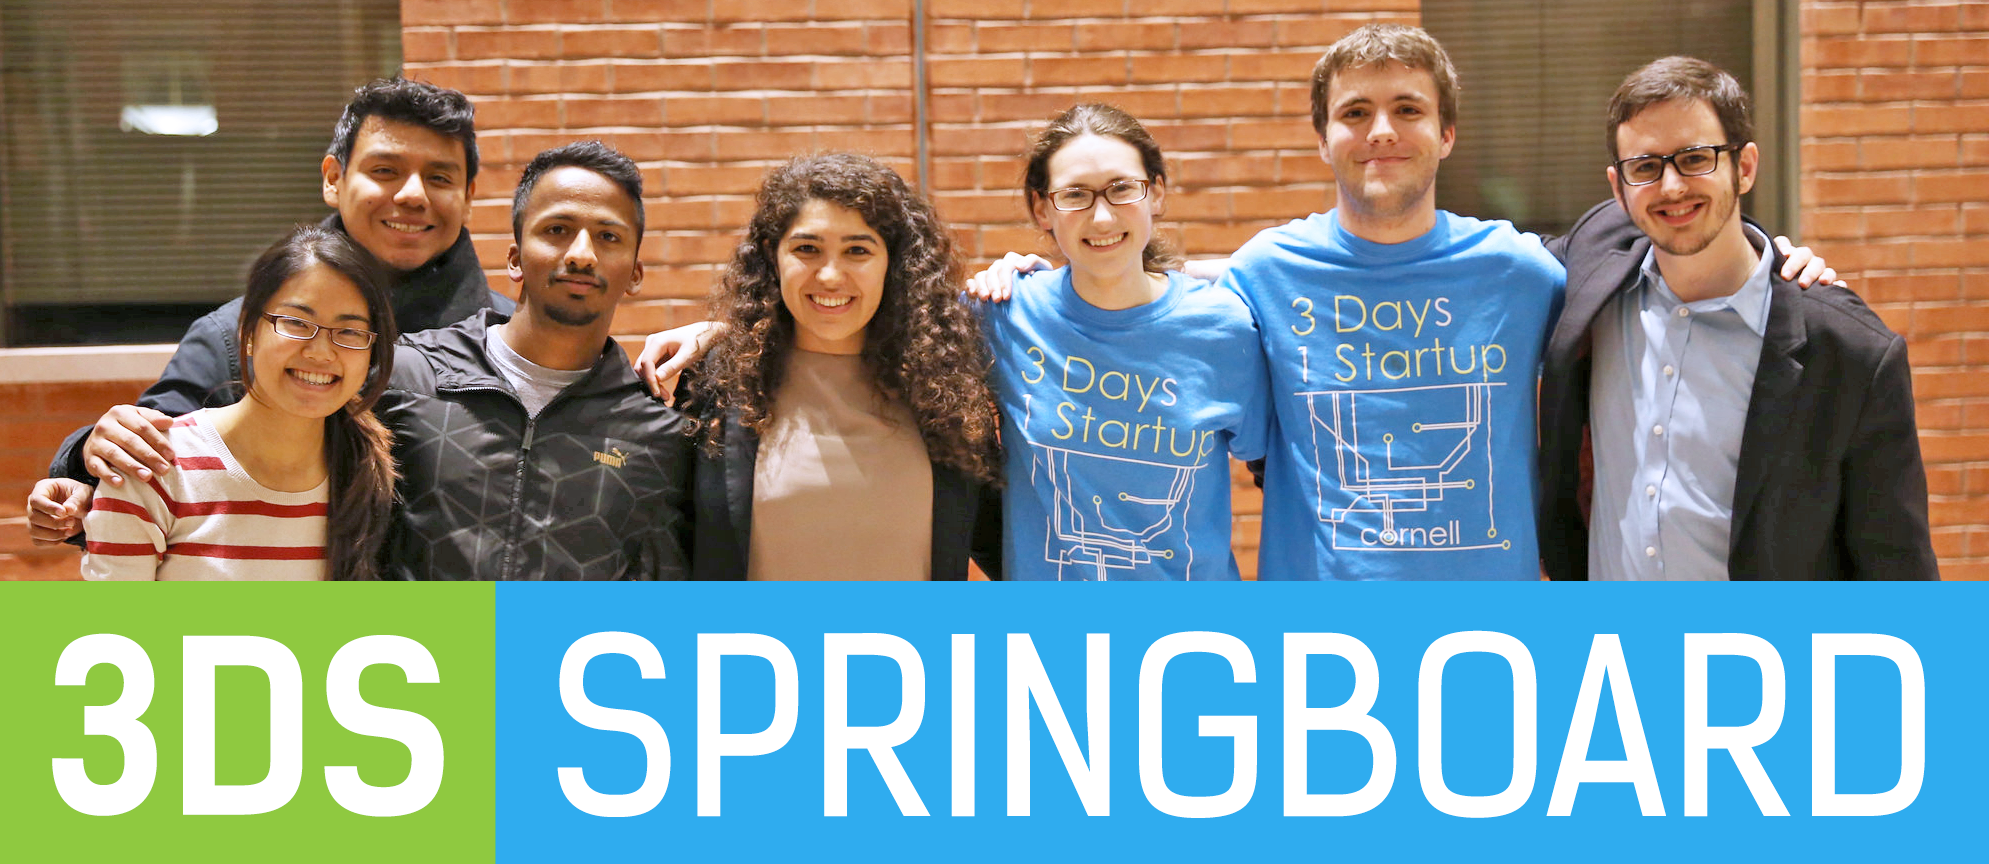 PUMA
3 Days
1 Startup
3 Days
1 Startup
cornell
3DS SPRINGBOARD